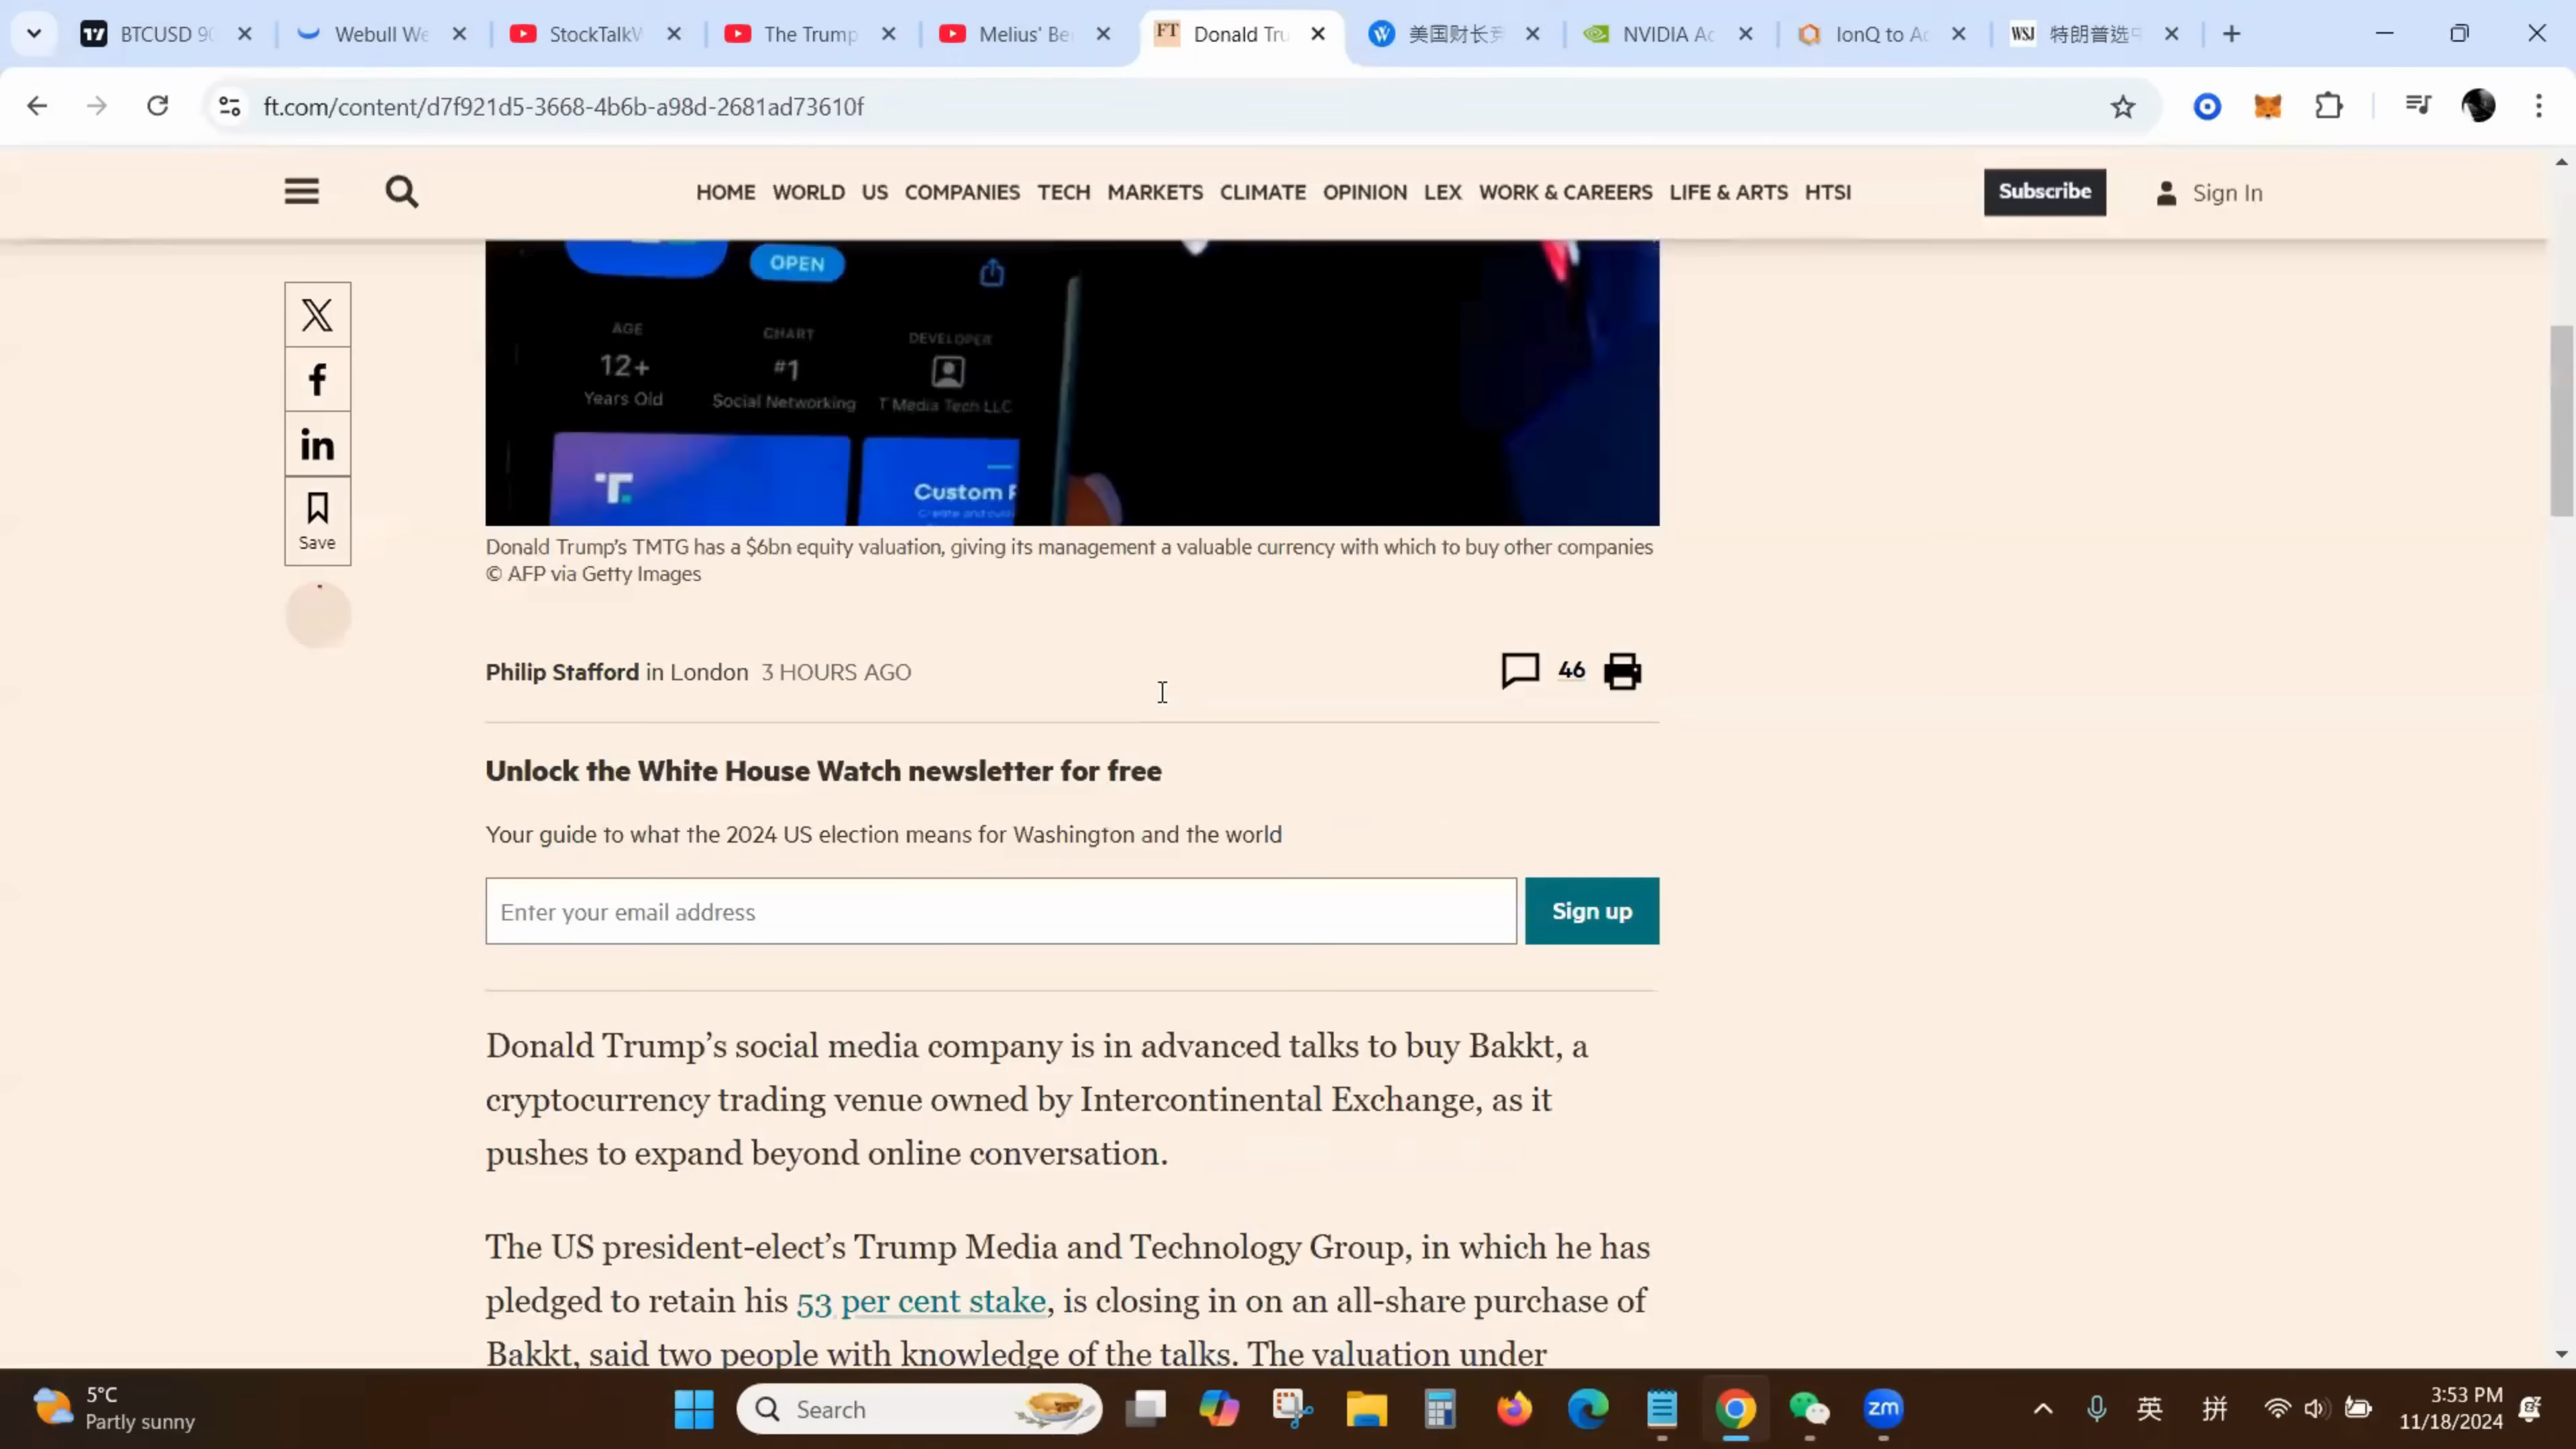 BTCUSD 90
Webull We
StockTalkW
The Trump
Melius' Be
FT
Donald Tru
美国财长竞
NVIDIA Ac
IonQ to Ac
WSJ
特朗普选中
ft.com/content/d7f921d5-3668-4b6b-a98d-2681ad73610f
HOME WORLD US COMPANIES TECH MARKETS CLIMATE OPINION LEX WORK & CAREERS LIFE & ARTS HTSI
Subscribe
Sign In
OPEN
AGE
12+
Years Old
CHART
#1
Social Networking
DEVELOPER
T Media Tech LLC
T.
Custom P
Save
Donald Trump's TMTG has a $6bn equity valuation, giving its management a valuable currency with which to buy other companies
© AFP via Getty Images
Philip Stafford in London 3 HOURS AGO
46
Unlock the White House Watch newsletter for free
Your guide to what the 2024 US election means for Washington and the world
Enter your email address
Sign up
Donald Trump's social media company is in advanced talks to buy Bakkt, a
cryptocurrency trading venue owned by Intercontinental Exchange, as it
pushes to expand beyond online conversation.
The US president-elect's Trump Media and Technology Group, in which he has
pledged to retain his 53 per cent stake, is closing in on an all-share purchase of
Bakkt, said two people with knowledge of the talks. The valuation under
5°C
Partly sunny
Search
zm
英
拼
3:53 PM
11/18/2024